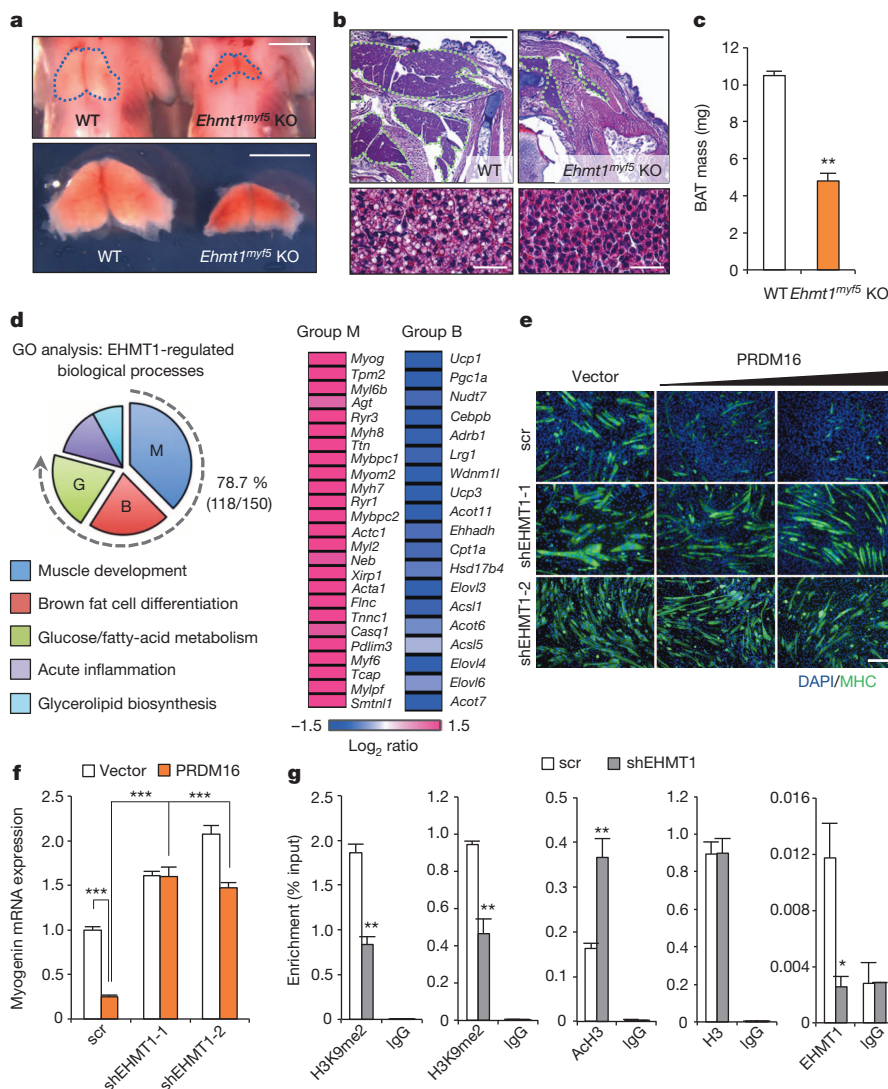 a
WT
Ehmt1myf5 KO
WT
Ehmt1myf5 KO
b
WT
Ehmt1myf5 KO
c
BAT mass (mg)
12
10
8
6
4
2
0
**
WT Ehmt1myf5 KO
d
GO analysis: EHMT1-regulated
biological processes
M
G
B
78.7 %
(118/150)
Muscle development
Brown fat cell differentiation
Glucose/fatty-acid metabolism
Acute inflammation
Glycerolipid biosynthesis
Group M
Myog
Tpm2
Myl6b
Agt
Ryr3
Myh8
Ttn
Mybpc1
Myom2
Myh7
Ryr1
Mybpc2
Actc1
Myl2
Neb
Xirp1
Acta1
Flnc
Tnnc1
Casq1
Pdlim3
Myf6
Tcap
Mylpf
Smtnl1
Group B
Ucp1
Pgc1a
Nudt7
Cebpb
Adrb1
Lrg1
Wdnm1l
Ucp3
Acot11
Ehhadh
Cpt1a
Hsd17b4
Elovl3
Acsl1
Acot6
Acsl5
Elovl4
Elovl6
Acot7
–1.5 1.5
Log2 ratio
e
PRDM16
Vector
scr
shEHMT1-1
shEHMT1-2
DAPI/MHC
f
Vector PRDM16
Myogenin mRNA expression
2.5
2.0
1.5
1.0
0.5
0
***
*** ***
scr
shEHMT1-1
shEHMT1-2
g
scr shEHMT1
Enrichment (% input)
2.5
2.0
1.5
1.0
0.5
0
**
H3K9me2
IgG
1.2
1.0
0.8
0.6
0.4
0.2
0
**
H3K9me2
IgG
0.5
0.4
0.3
0.2
0.1
0
**
AcH3
IgG
1.2
1.0
0.8
0.6
0.4
0.2
0
H3
IgG
0.016
0.012
0.008
0.004
0
*
EHMT1
IgG